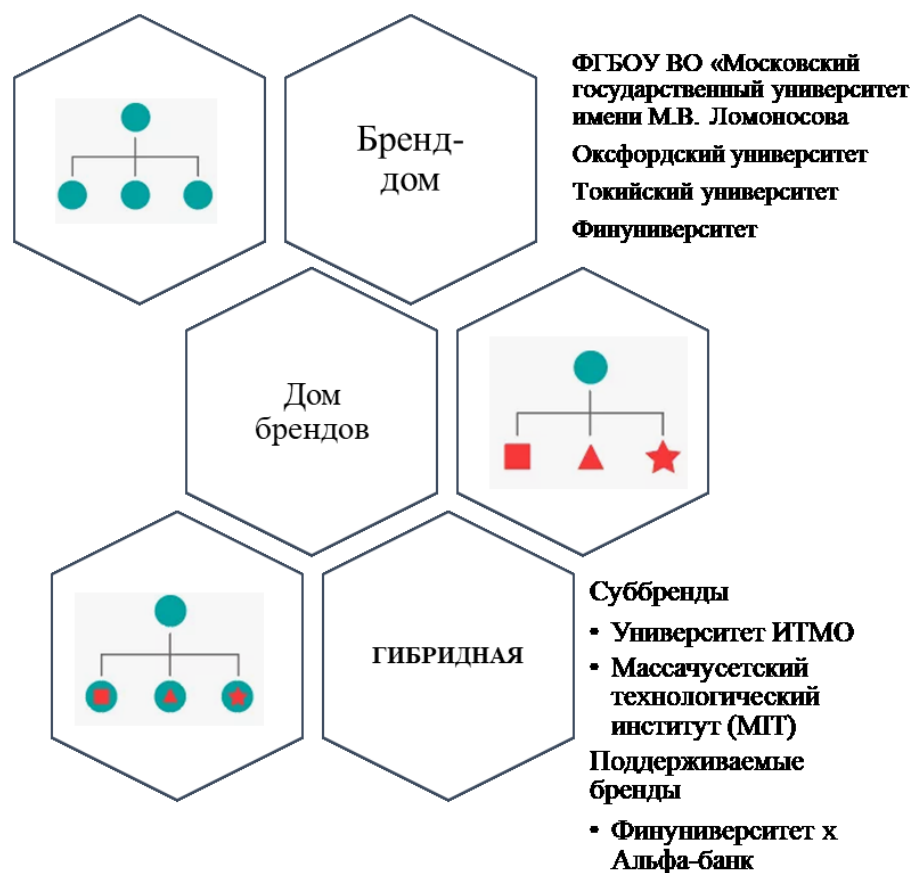 Бренд-
дом
ФГБОУ ВО «Московский
государственный университет
имени М.В. Ломоносова
Оксфордский университет
Токийский университет
Финуниверситет
Дом
брендов
ГИБРИДНАЯ
Суббренды
• Университет ИТМО
• Массачусетский
технологический
институт (MIT)
Поддерживаемые
бренды
• Финуниверситет х
Альфа-банк